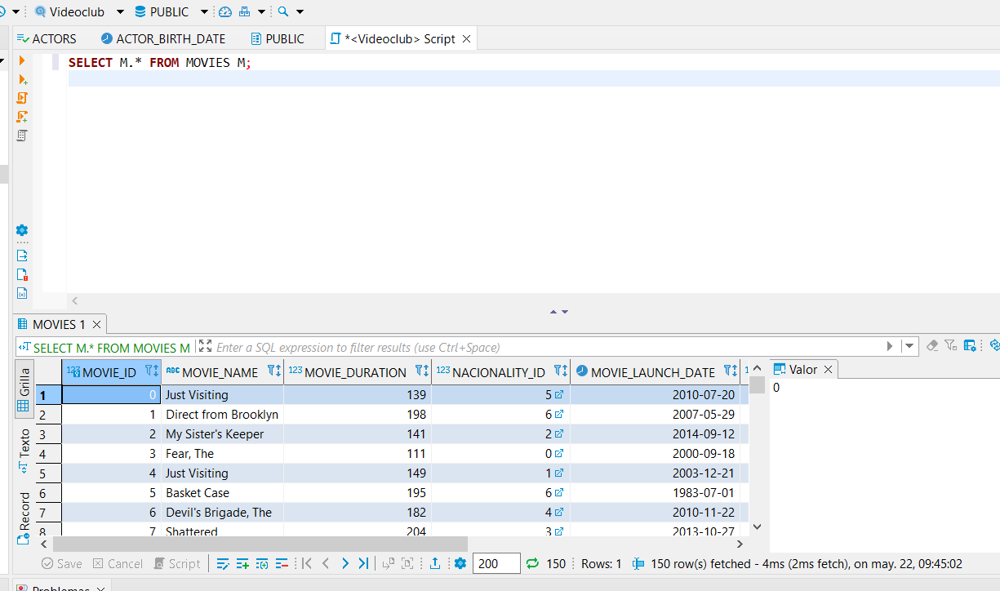 Videoclub PUBLIC
ACTORS ACTOR_BIRTH_DATE PUBLIC *<Videoclub> Script
SELECT M.* FROM MOVIES M;
MOVIES 1
SELECT M.* FROM MOVIES M Enter a SQL expression to filter results (use Ctrl+Space)
Grilla
Texto
Record
123 MOVIE_ID ABC MOVIE_NAME 123 MOVIE_DURATION 123 NACIONALITY_ID MOVIE_LAUNCH_DATE
1 0 Just Visiting 139 5 2010-07-20
2 1 Direct from Brooklyn 198 6 2007-05-29
3 2 My Sister's Keeper 141 2 2014-09-12
4 3 Fear, The 111 0 2000-09-18
5 4 Just Visiting 149 1 2003-12-21
6 5 Basket Case 195 6 1983-07-01
7 6 Devil's Brigade, The 182 4 2010-11-22
8 7 Shattered 204 3 2013-10-27
Valor
0
Save Cancel Script 200 150 Rows: 1 150 row(s) fetched - 4ms (2ms fetch), on may. 22, 09:45:02
Problemas